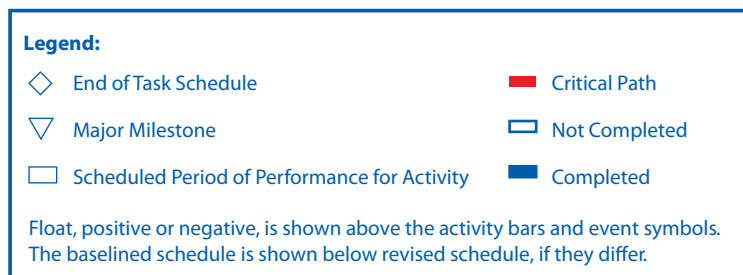 Legend:
End of Task Schedule
Critical Path
Major Milestone
Not Completed
Scheduled Period of Performance for Activity
Completed
Float, positive or negative, is shown above the activity bars and event symbols.
The baselined schedule is shown below revised schedule, if they differ.